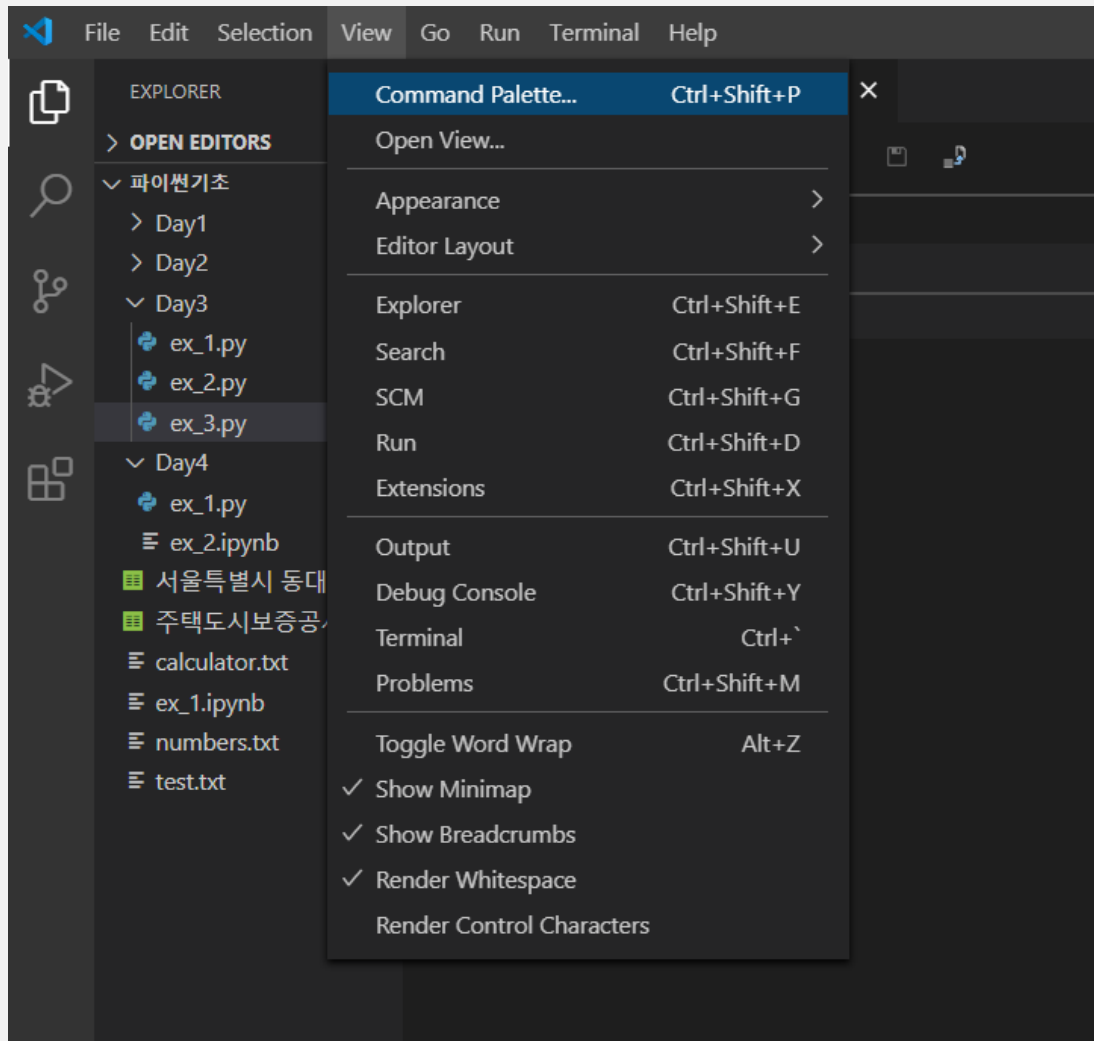 File Edit Selection View Go Run Terminal Help
EXPLORER
OPEN EDITORS
파이썬기초
Day1
Day2
Day3
ex_1.py
ex_2.py
ex_3.py
Day4
ex_1.py
ex_2.ipynb
서울특별시 동대
주택도시보증공
calculator.txt
ex_1.ipynb
numbers.txt
test.txt
Command Palette... Ctrl+Shift+P
Open View...
Appearance
Editor Layout
Explorer Ctrl+Shift+E
Search Ctrl+Shift+F
SCM Ctrl+Shift+G
Run Ctrl+Shift+D
Extensions Ctrl+Shift+X
Output Ctrl+Shift+U
Debug Console Ctrl+Shift+Y
Terminal Ctrl+`
Problems Ctrl+Shift+M
Toggle Word Wrap Alt+Z
Show Minimap
Show Breadcrumbs
Render Whitespace
Render Control Characters